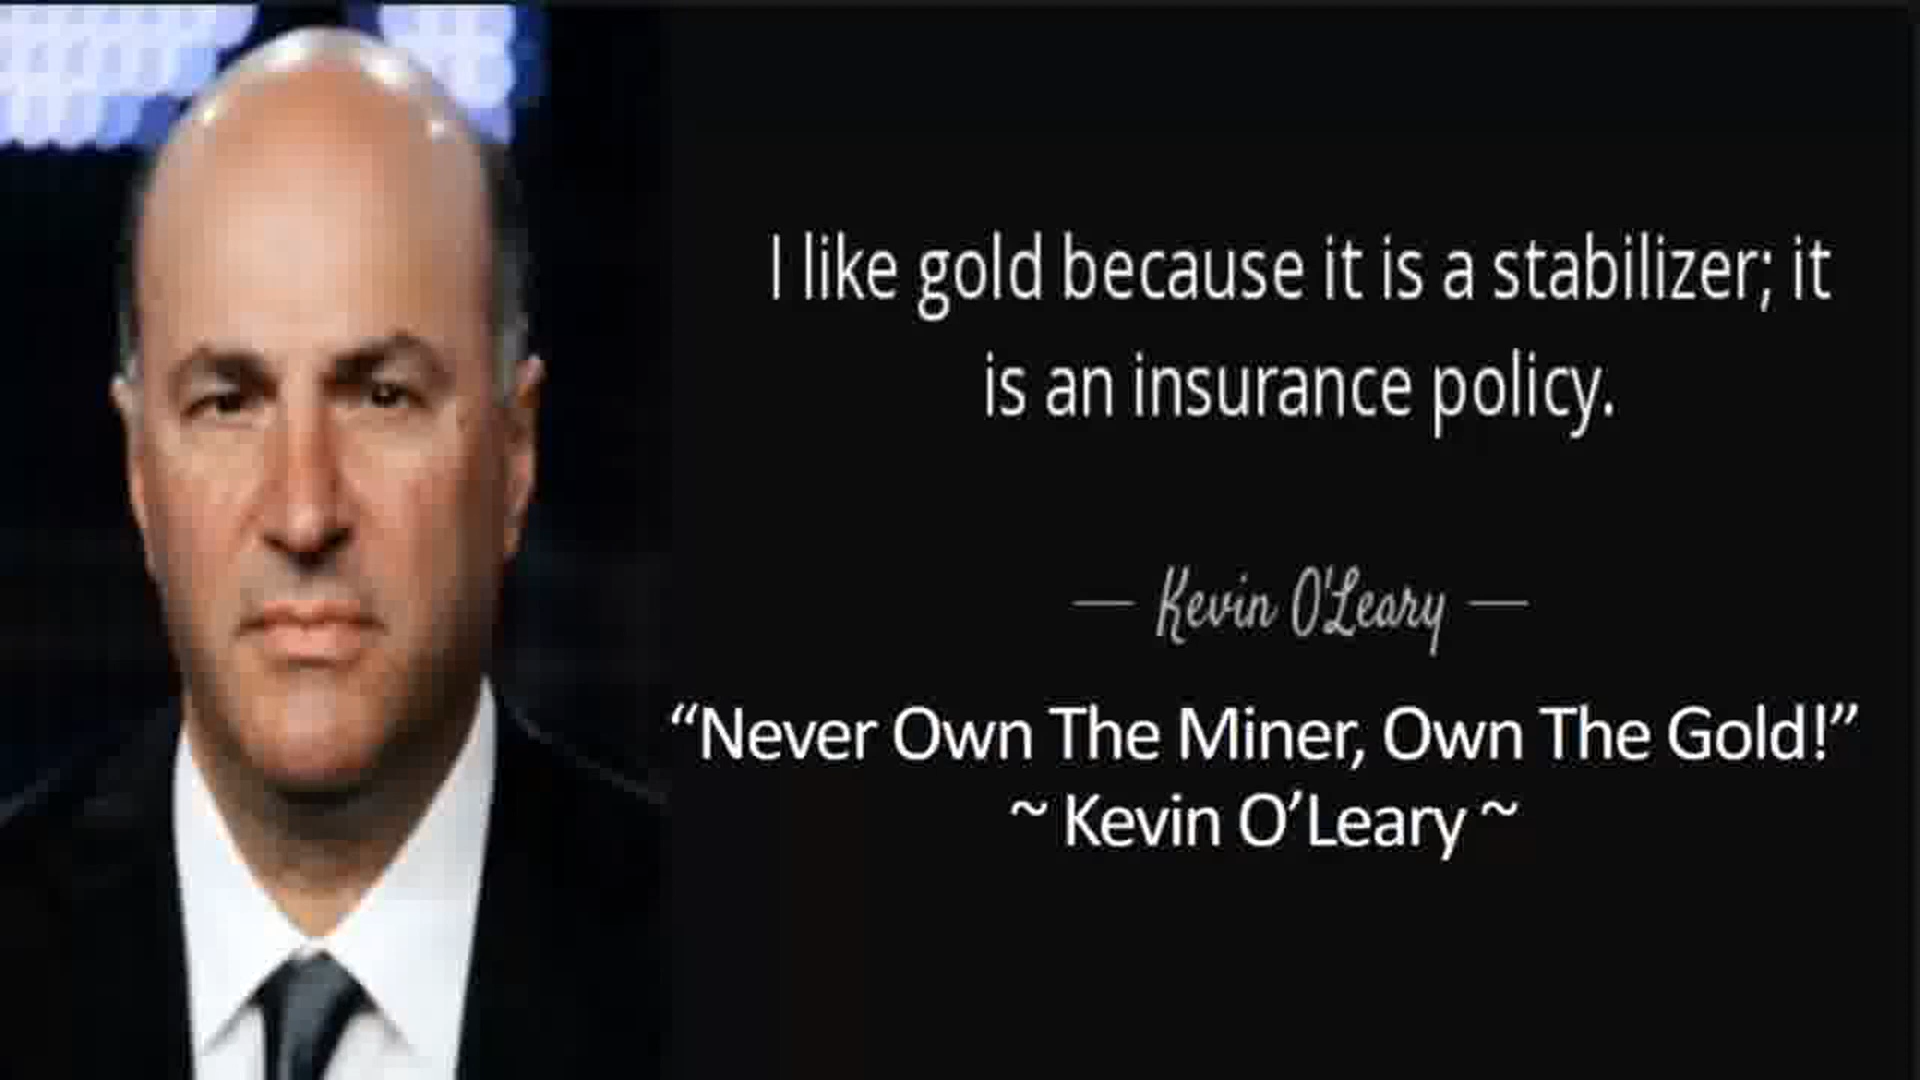 I like gold because it is a stabilizer; it
is an insurance policy.
— Kevin O'Leary —
“Never Own The Miner, Own The Gold!”
~ Kevin O’Leary ~